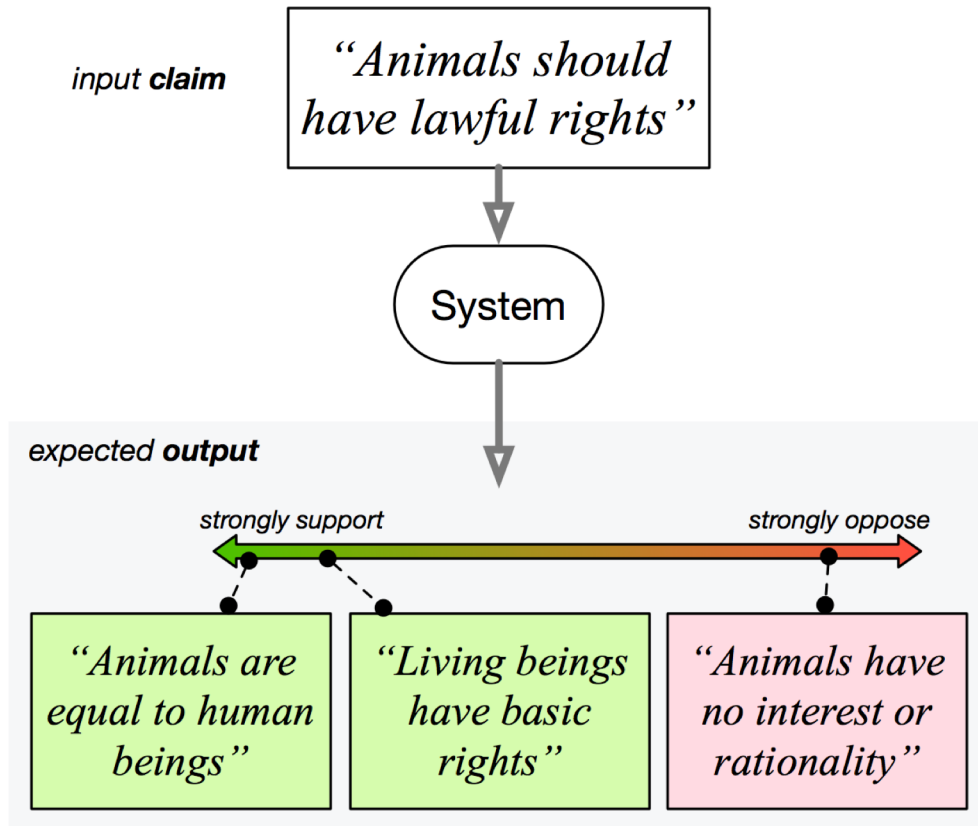 input claim
“Animals should
have lawful rights”
System
expected output
strongly support
strongly oppose
“Animals are
equal to human
beings”
“Living beings
have basic
rights”
“Animals have
no interest or
rationality”